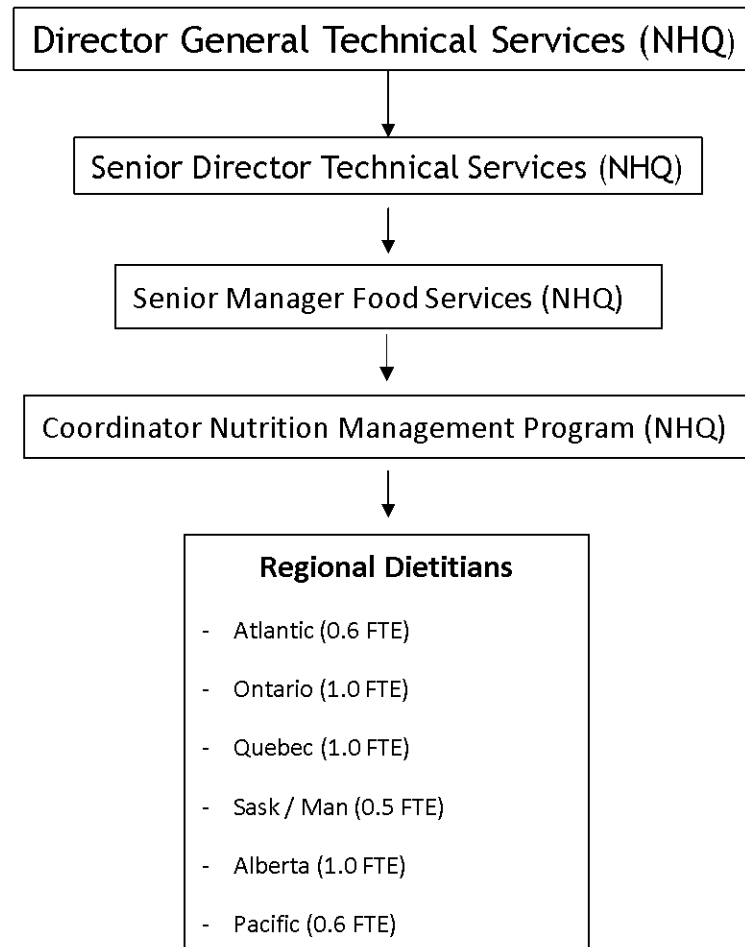 Director General Technical Services (NHQ)
Senior Director Technical Services (NHQ)
Senior Manager Food Services (NHQ)
Coordinator Nutrition Management Program (NHQ)
Regional Dietitians
- Atlantic (0.6 FTE)
- Ontario (1.0 FTE)
- Quebec (1.0 FTE)
- Sask / Man (0.5 FTE)
- Alberta (1.0 FTE)
- Pacific (0.6 FTE)